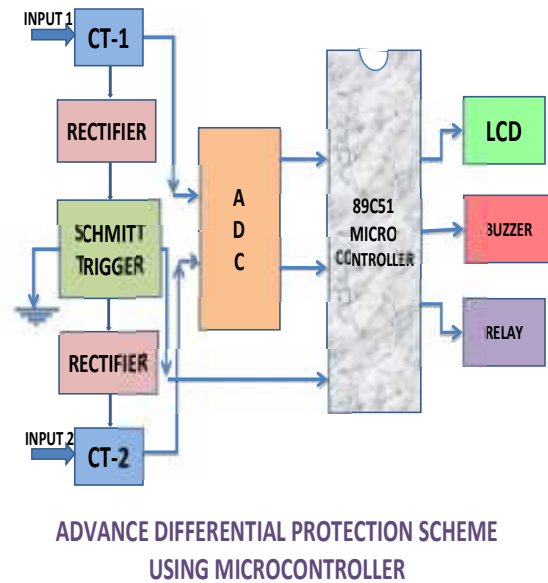 INPUT 1
CT-1
RECTIFIER
SCHMITT
TRIGGER
RECTIFIER
INPUT 2
CT-2
A
D
C
89C51
MICRO
CONTROLLER
LCD
BUZZER
RELAY
ADVANCE DIFFERENTIAL PROTECTION SCHEME
USING MICROCONTROLLER